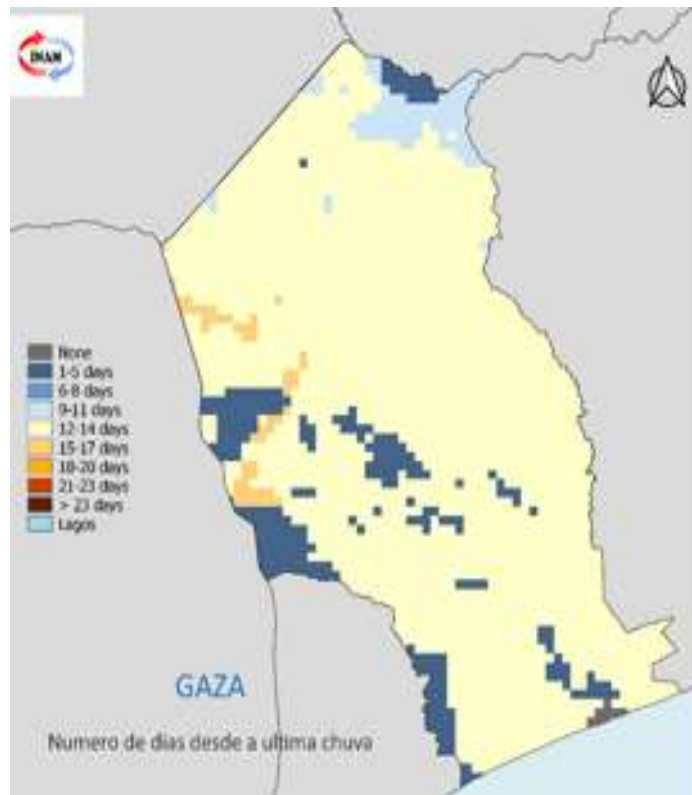 INAM
None
1-5 days
6-8 days
9-11 days
12-14 days
15-17 days
18-20 days
21-23 days
> 23 days
Lagos
GAZA
Numero de dias desde a ultima chuva